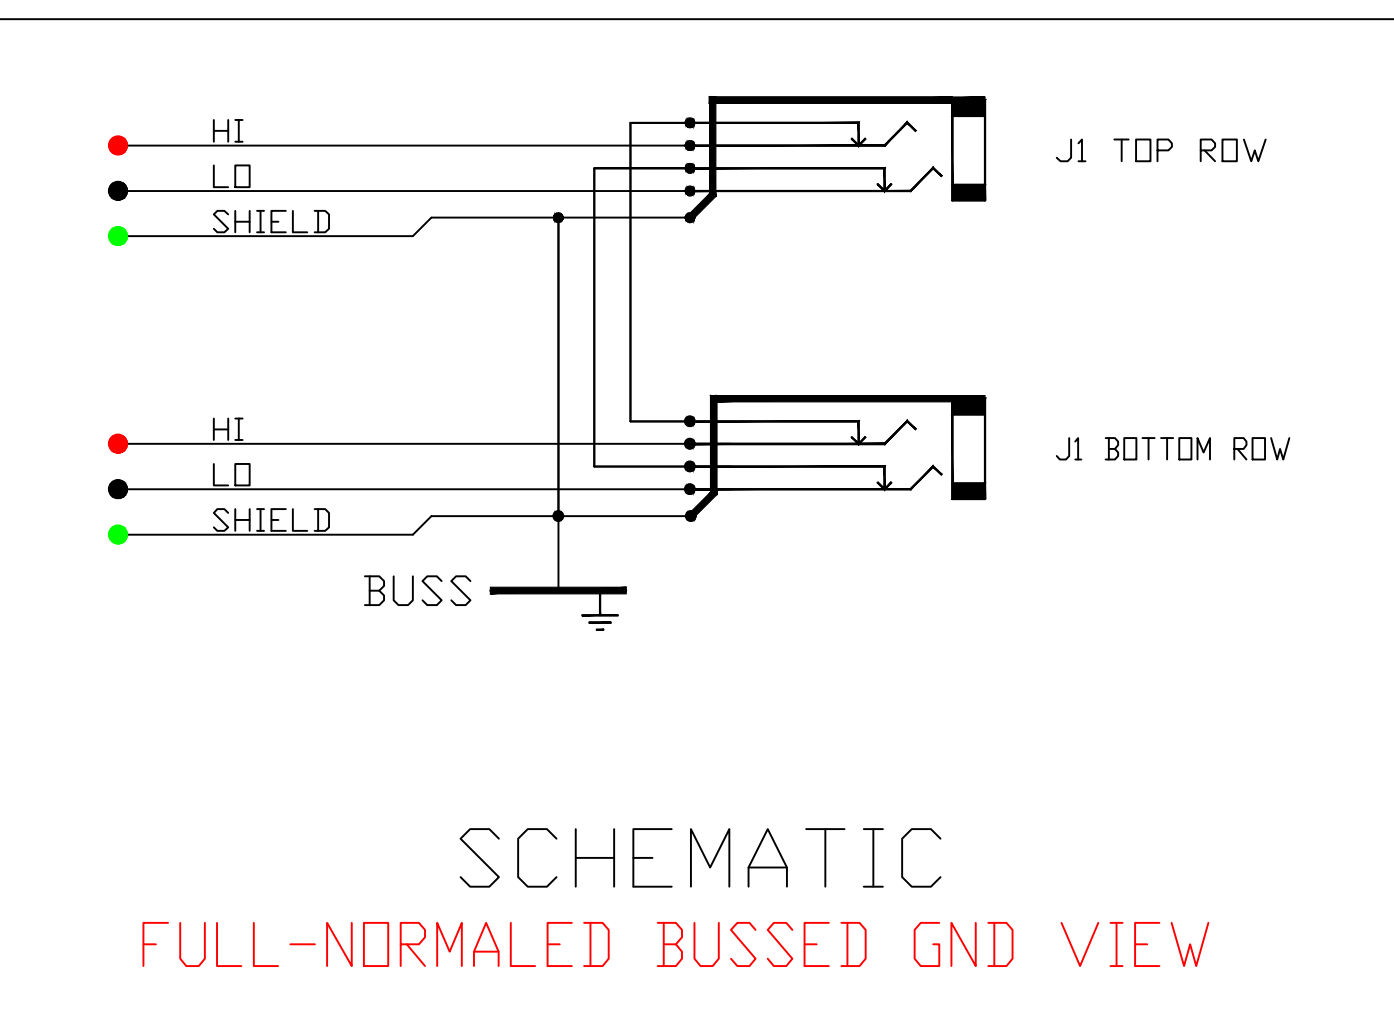 HI
LO
SHIELD
J1 TOP ROW
HI
LO
SHIELD
J1 BOTTOM ROW
BUSS
SCHEMATIC
FULL-NORMALED BUSSED GND VIEW